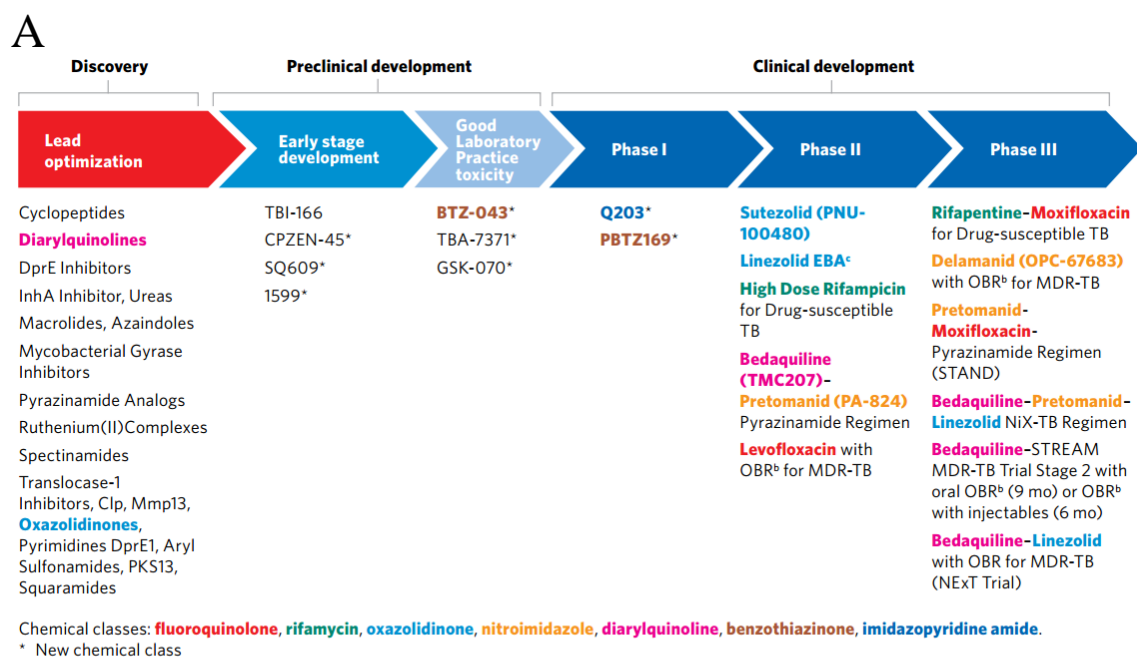 A
Discovery
Preclinical development
Clinical development
Lead
optimization
Early stage
development
Good
Laboratory
Practice
toxicity
Phase I
Phase II
Phase III
Cyclopeptides
Diarylquinolines
DprE Inhibitors
InhA Inhibitor, Ureas
Macrolides, Azaindoles
Mycobacterial Gyrase
Inhibitors
Pyrazinamide Analogs
Ruthenium(II)Complexes
Spectinamides
Translocase-1
Inhibitors, Clp, Mmp13,
Oxazolidinones,
Pyrimidines DprE1, Aryl
Sulfonamides, PKS13,
Squaramides
TBI-166
CPZEN-45*
SQ609*
1599*
BTZ-043*
TBA-7371*
GSK-070*
Q203*
PBTZ169*
Sutezolid (PNU-
100480)
Linezolid EBAᶜ
High Dose Rifampicin
for Drug-susceptible
TB
Bedaquiline
(TMC207)–
Pretomanid (PA-824)
Pyrazinamide Regimen
Levofloxacin with
OBRᵇ for MDR-TB
Rifapentine–Moxifloxacin
for Drug-susceptible TB
Delamanid (OPC-67683)
with OBRᵇ for MDR-TB
Pretomanid-
Moxifloxacin-
Pyrazinamide Regimen
(STAND)
Bedaquiline–Pretomanid–
Linezolid NiX-TB Regimen
Bedaquiline–STREAM
MDR-TB Trial Stage 2 with
oral OBRᵇ (9 mo) or OBRᵇ
with injectables (6 mo)
Bedaquiline–Linezolid
with OBR for MDR-TB
(NExT Trial)
Chemical classes: fluoroquinolone, rifamycin, oxazolidinone, nitroimidazole, diarylquinoline, benzothiazinone, imidazopyridine amide.
* New chemical class